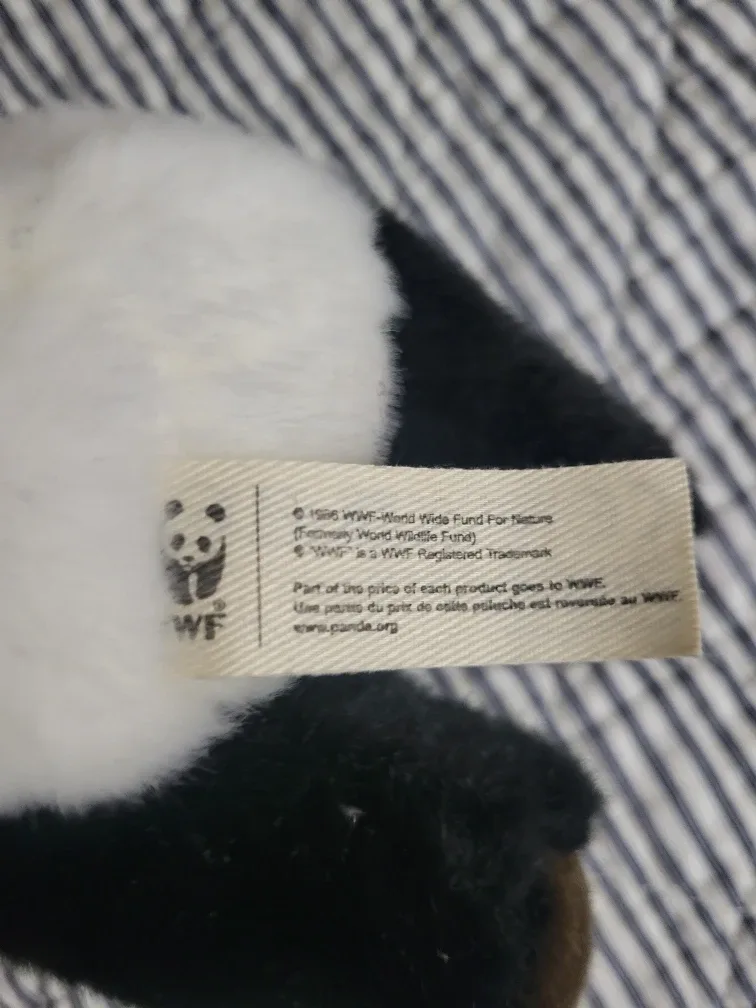 ®
WF
© 1986 WWF-World Wide Fund For Nature
(Formerly World Wildlife Fund)
® "WWF" is a WWF Registered Trademark
Part of the price of each product goes to WWF.
Une partie du prix de cette peluche est reversée au WWF.
www.panda.org